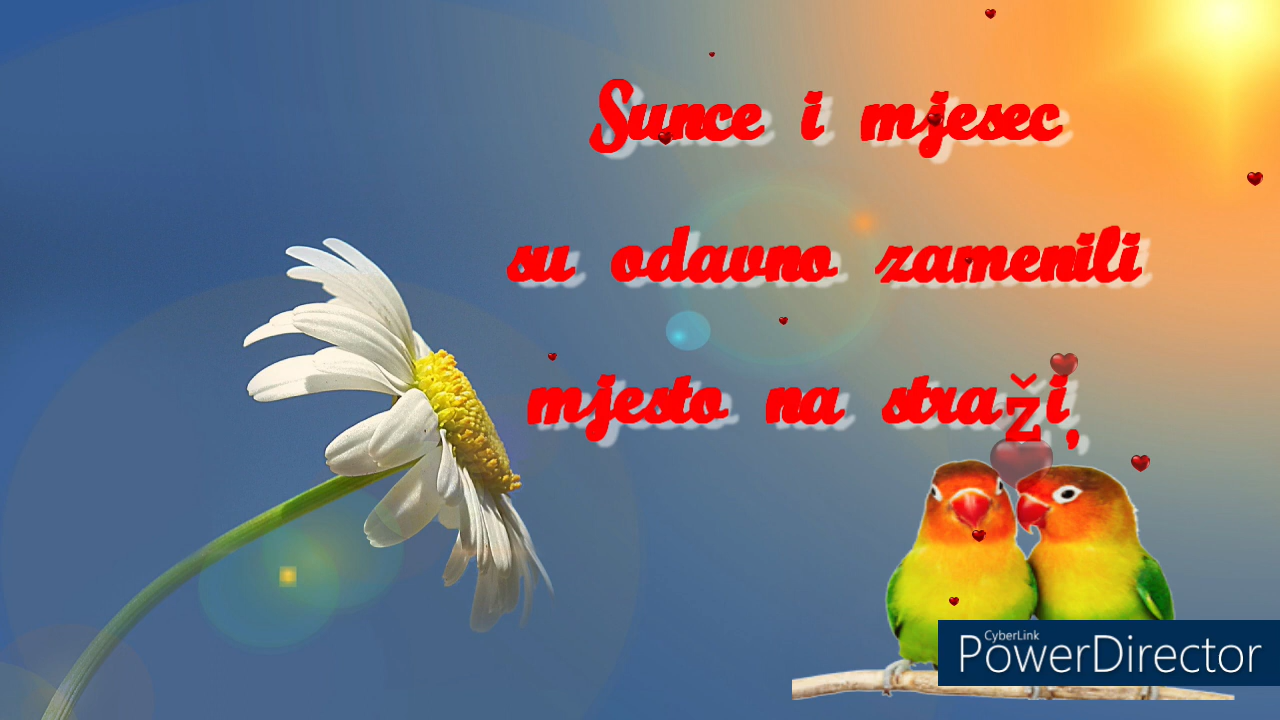 Sunce i mjesec
su odavno zamenili
mjesto na straži,
CyberLink
PowerDirector